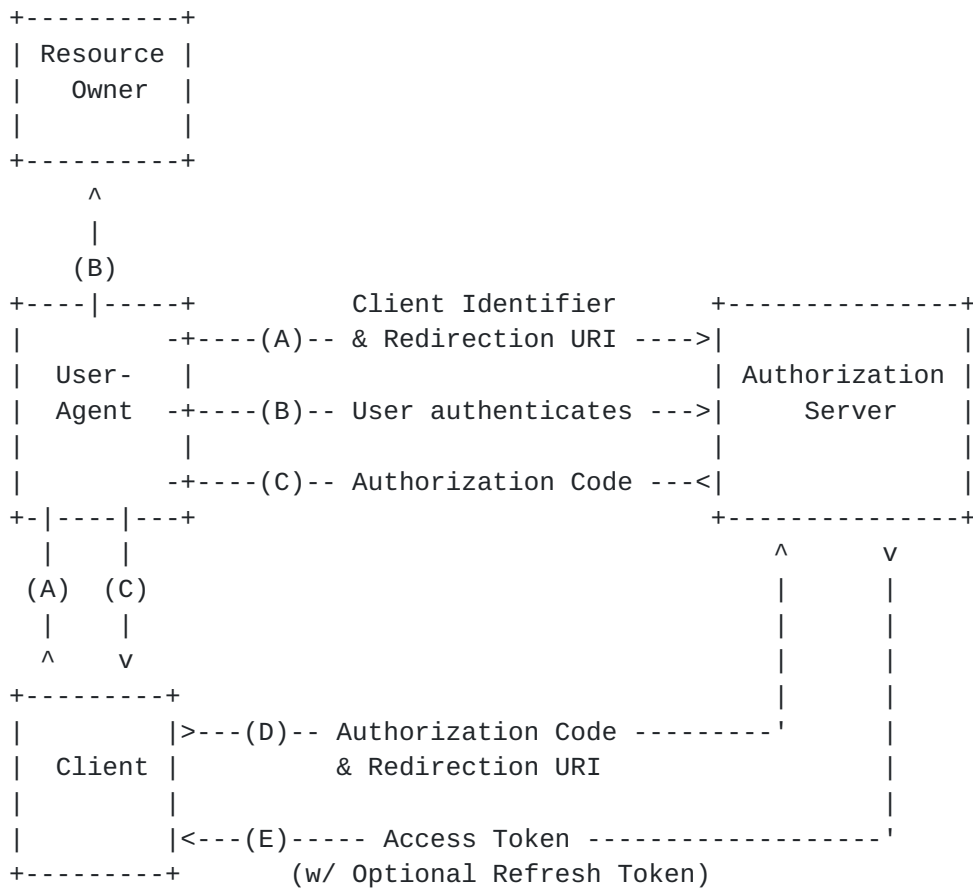 +----------+
| Resource |
|   Owner  |
|          |
+----------+
     ^
     |
    (B)
+----|-----+          Client Identifier      +---------------+
|         -+----(A)-- & Redirection URI ---->|               |
|  User-   |                                 | Authorization |
|  Agent  -+----(B)-- User authenticates --->|     Server    |
|          |                                 |               |
|         -+----(C)-- Authorization Code ---<|               |
+-|----|---+                                 +---------------+
  |    |                                         ^      v
 (A)  (C)                                        |      |
  |    |                                         |      |
  ^    v                                         |      |
+---------+                                      |      |
|         |>---(D)-- Authorization Code ---------'      |
|  Client |          & Redirection URI                  |
|         |                                             |
|         |<---(E)----- Access Token -------------------'
+---------+       (w/ Optional Refresh Token)